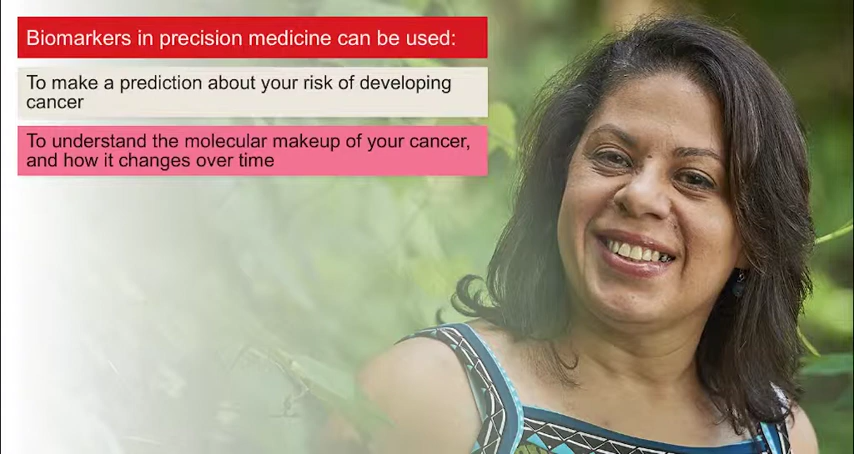 Biomarkers in precision medicine can be used:
To make a prediction about your risk of developing
cancer
To understand the molecular makeup of your cancer,
and how it changes over time